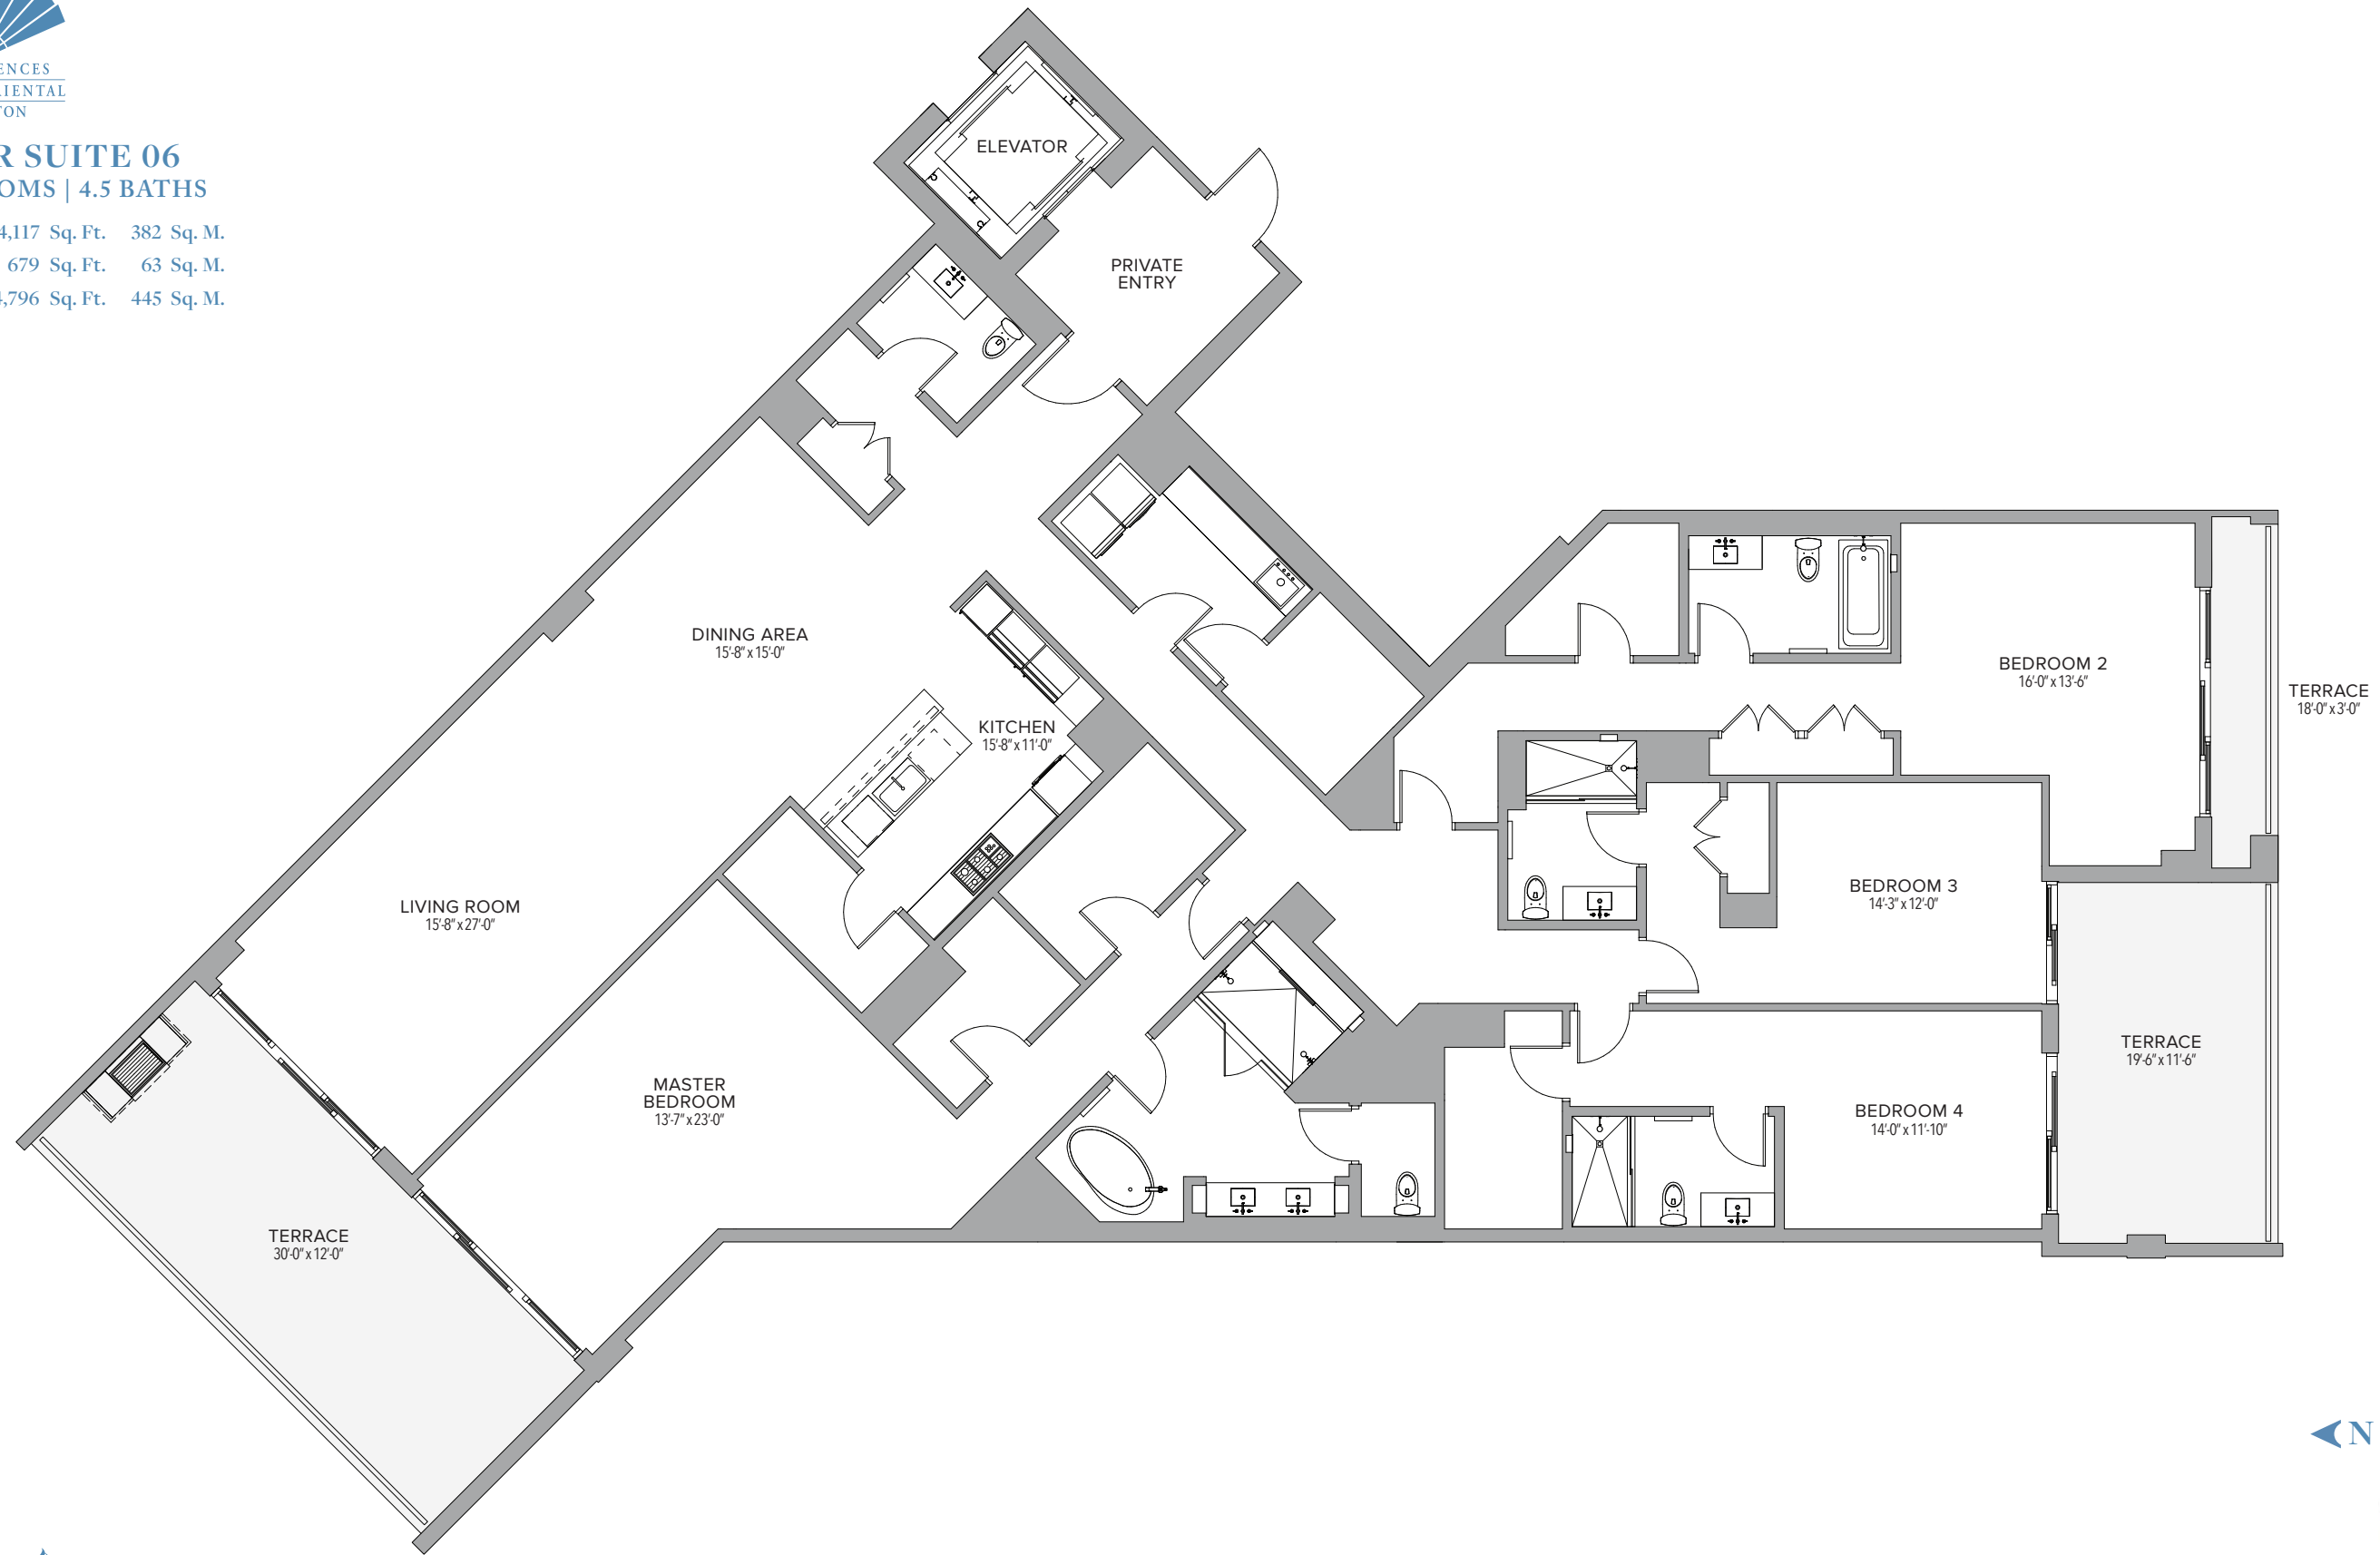 ENCES
RIENTAL
TON
R SUITE 06
OMS | 4.5 BATHS
4,117 Sq. Ft. 382 Sq. M.
679 Sq. Ft. 63 Sq. M.
4,796 Sq. Ft. 445 Sq. M.
ELEVATOR
PRIVATE
ENTRY
DINING AREA
15'-8" x 15'-0"
KITCHEN
15'-8" x 11'-0"
LIVING ROOM
15'-8" x 27'-0"
MASTER
BEDROOM
13'-7" x 23'-0"
TERRACE
30'-0" x 12'-0"
BEDROOM 2
16'-0" x 13'-6"
TERRACE
18'-0" x 3'-0"
BEDROOM 3
14'-3" x 12'-0"
TERRACE
19'-6" x 11'-6"
BEDROOM 4
14'-0" x 11'-10"
N